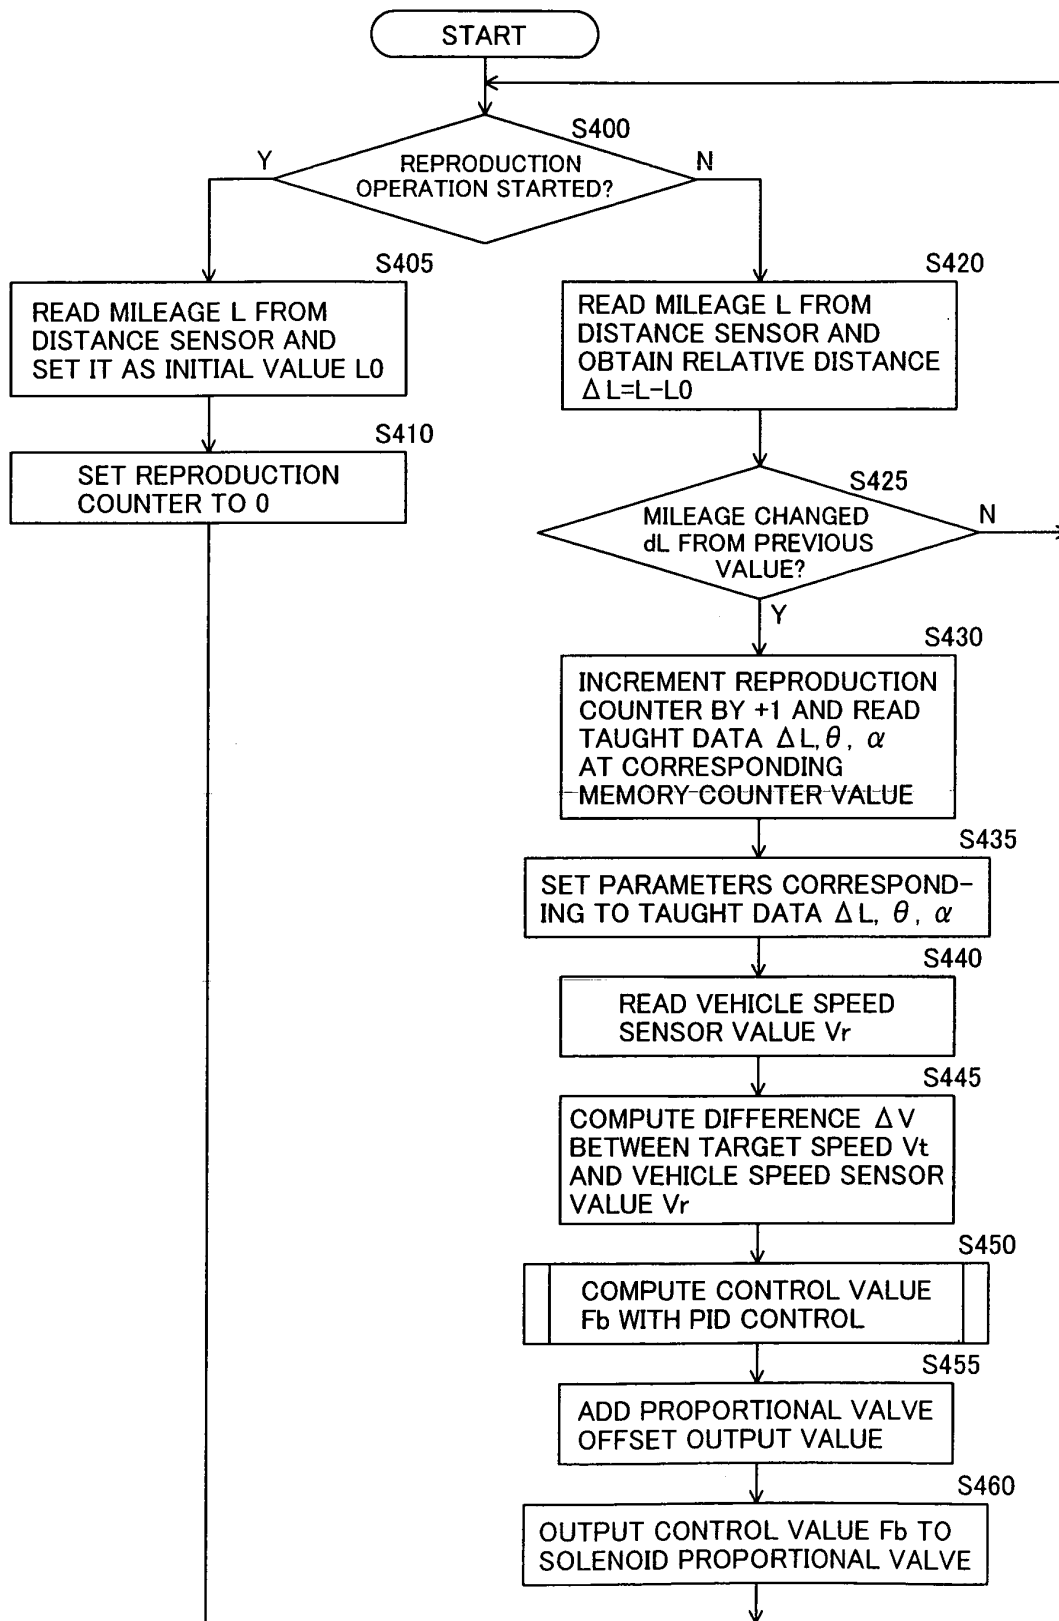 START
S400
REPRODUCTION
OPERATION STARTED?
Y
N
S405
READ MILEAGE L FROM
DISTANCE SENSOR AND
SET IT AS INITIAL VALUE L0
S410
SET REPRODUCTION
COUNTER TO 0
S420
READ MILEAGE L FROM
DISTANCE SENSOR AND
OBTAIN RELATIVE DISTANCE
ΔL=L-L0
S425
MILEAGE CHANGED
dL FROM PREVIOUS
VALUE?
N
Y
S430
INCREMENT REPRODUCTION
COUNTER BY +1 AND READ
TAUGHT DATA ΔL, θ, α
AT CORRESPONDING
MEMORY COUNTER VALUE
S435
SET PARAMETERS CORRESPOND-
ING TO TAUGHT DATA ΔL, θ, α
S440
READ VEHICLE SPEED
SENSOR VALUE Vr
S445
COMPUTE DIFFERENCE ΔV
BETWEEN TARGET SPEED Vt
AND VEHICLE SPEED SENSOR
VALUE Vr
S450
COMPUTE CONTROL VALUE
Fb WITH PID CONTROL
S455
ADD PROPORTIONAL VALVE
OFFSET OUTPUT VALUE
S460
OUTPUT CONTROL VALUE Fb TO
SOLENOID PROPORTIONAL VALVE